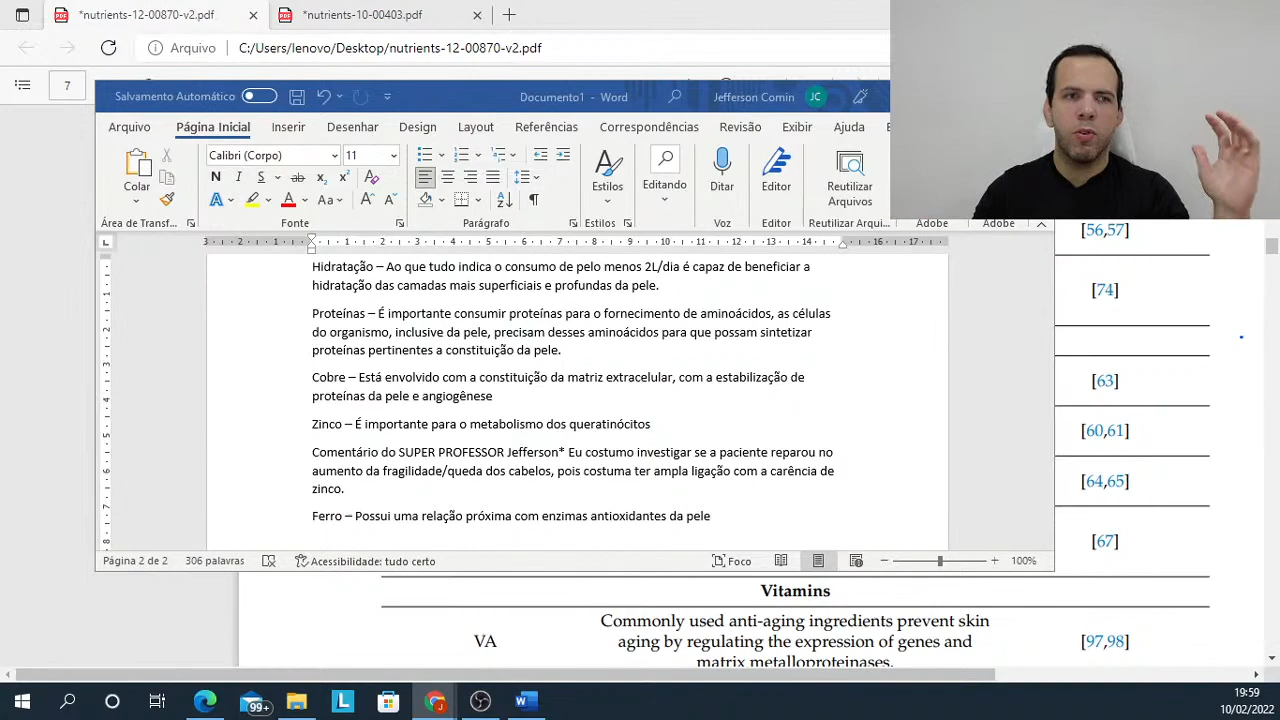 *nutrients-12-00870-v2.pdf
*nutrients-10-00403.pdf
Arquivo
C:/Users/lenovo/Desktop/nutrients-12-00870-v2.pdf
7
Salvamento Automático
Documento1 - Word
Jefferson Comin
JC
Arquivo Página Inicial Inserir Desenhar Design Layout Referências Correspondências Revisão Exibir Ajuda Adobe Adobe
Calibri (Corpo) 11
Colar
Estilos
Editando
Ditar
Editor
Reutilizar
Arquivos
Área de Transf...
Fonte
Parágrafo
Estilos
Voz
Editor
Reutilizar Arqui...
Adobe
Adobe
Hidratação – Ao que tudo indica o consumo de pelo menos 2L/dia é capaz de beneficiar a
hidratação das camadas mais superficiais e profundas da pele.
Proteínas – É importante consumir proteínas para o fornecimento de aminoácidos, as células
do organismo, inclusive da pele, precisam desses aminoácidos para que possam sintetizar
proteínas pertinentes a constituição da pele.
Cobre – Está envolvido com a constituição da matriz extracelular, com a estabilização de
proteínas da pele e angiogênese
Zinco – É importante para o metabolismo dos queratinócitos
Comentário do SUPER PROFESSOR Jefferson* Eu costumo investigar se a paciente reparou no
aumento da fragilidade/queda dos cabelos, pois costuma ter ampla ligação com a carência de
zinco.
Ferro – Possui uma relação próxima com enzimas antioxidantes da pele
Página 2 de 2
306 palavras
Acessibilidade: tudo certo
Foco
100%
[56,57]
[74]
[63]
[60,61]
[64,65]
[67]
Vitamins
VA
Commonly used anti-aging ingredients prevent skin
aging by regulating the expression of genes and
matrix metalloproteinases.
[97,98]
99+
19:59
10/02/2022